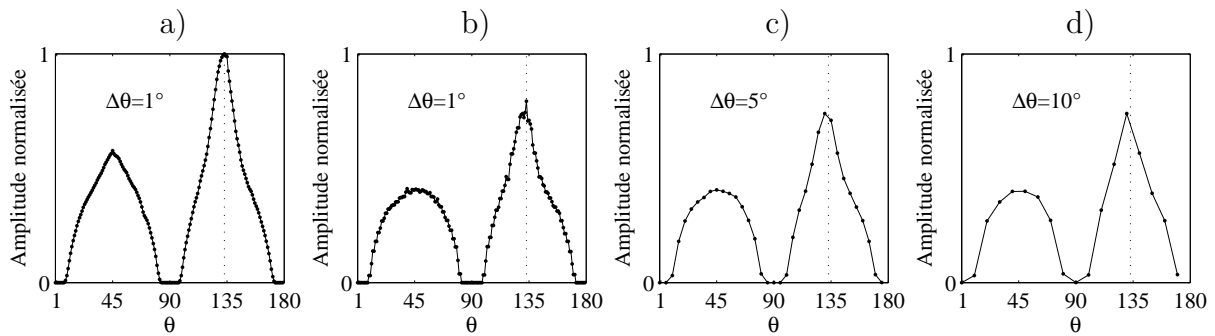 a)
Amplitude normalisée
1
0
Δθ=1°
1 45 90 135 180
θ
b)
Amplitude normalisée
1
0
Δθ=1°
1 45 90 135 180
θ
c)
Amplitude normalisée
1
0
Δθ=5°
1 45 90 135 180
θ
d)
Amplitude normalisée
1
0
Δθ=10°
1 45 90 135 180
θ